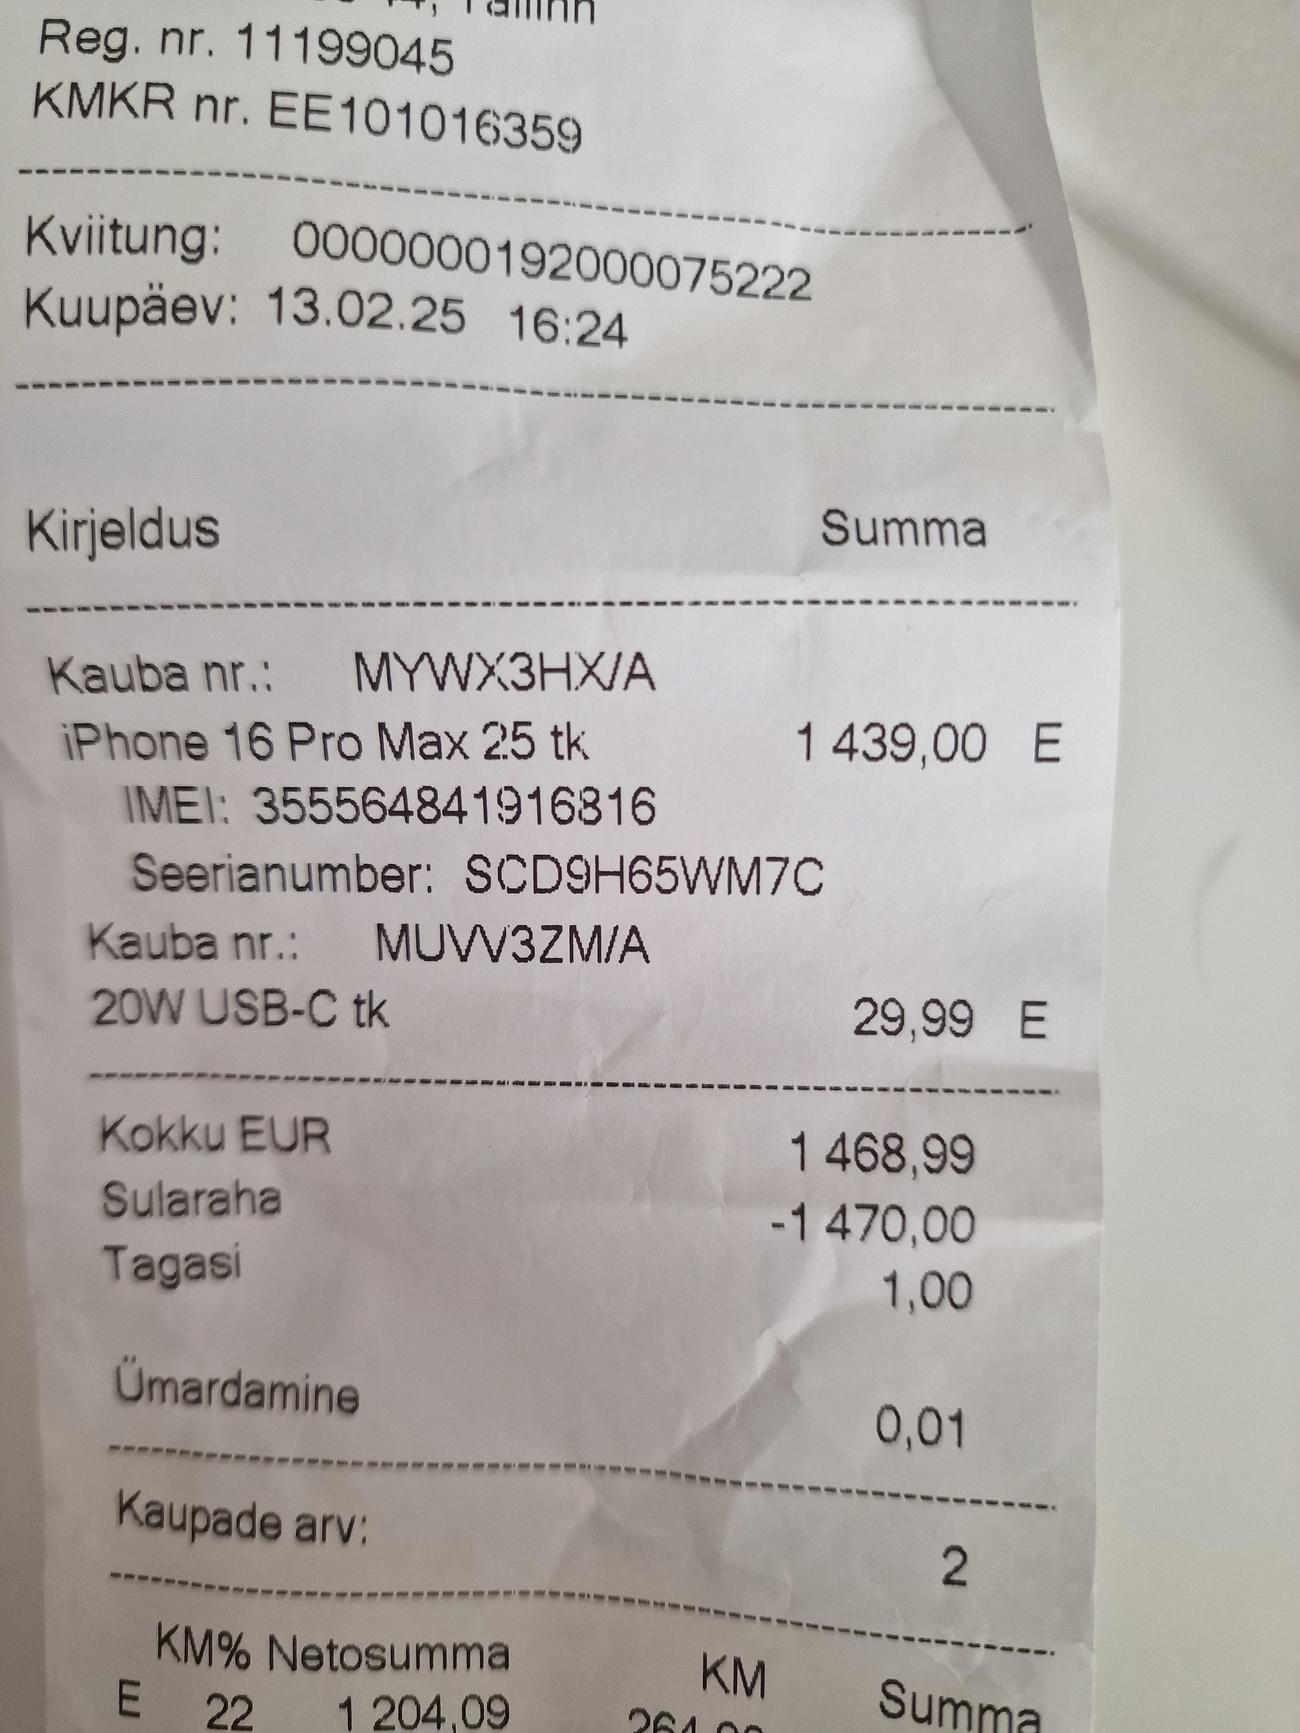 Tallinn
Reg. nr. 11199045
KMKR nr. EE101016359
Kviitung: 0000000192000075222
Kuupäev: 13.02.25 16:24
Kirjeldus Summa
Kauba nr.: MYWX3HX/A
iPhone 16 Pro Max 25 tk 1 439,00 E
IMEI: 355564841916816
Seerianumber: SCD9H65WM7C
Kauba nr.: MUVV3ZM/A
20W USB-C tk 29,99 E
Kokku EUR 1 468,99
Sularaha -1 470,00
Tagasi 1,00
Ümardamine 0,01
Kaupade arv: 2
KM% Netosumma KM Summa
E 22 1 204,09